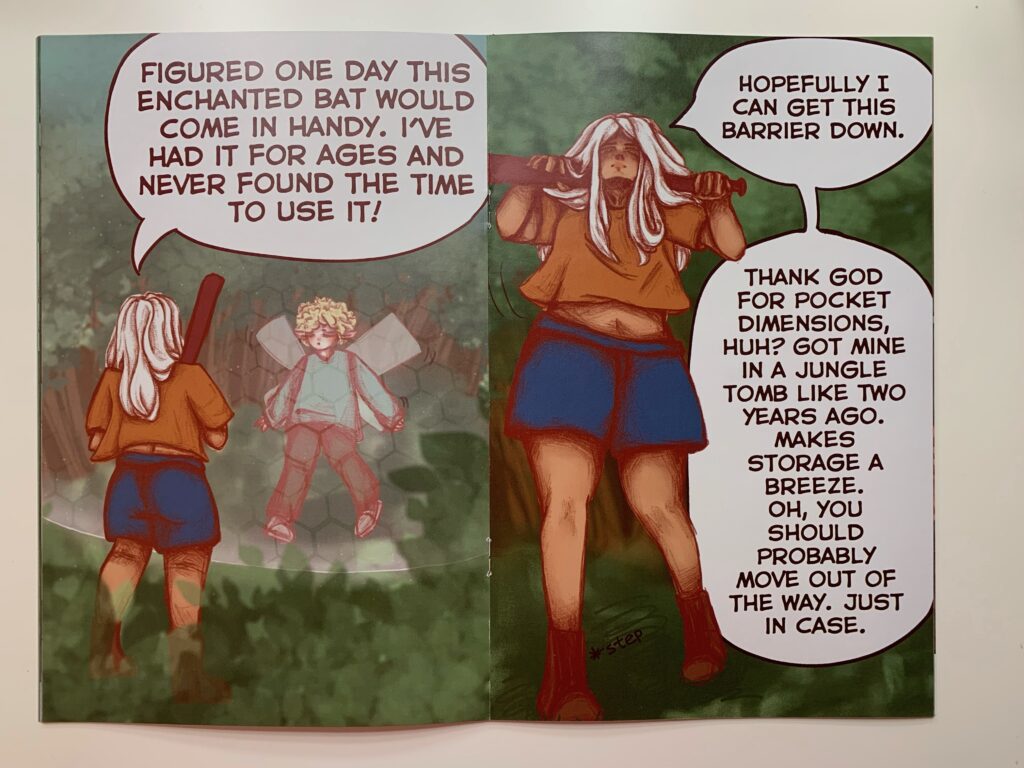 FIGURED ONE DAY THIS
ENCHANTED BAT WOULD
COME IN HANDY. I'VE
HAD IT FOR AGES AND
NEVER FOUND THE TIME
TO USE IT!
HOPEFULLY I
CAN GET THIS
BARRIER DOWN.
THANK GOD
FOR POCKET
DIMENSIONS,
HUH? GOT MINE
IN A JUNGLE
TOMB LIKE TWO
YEARS AGO.
MAKES
STORAGE A
BREEZE.
OH, YOU
SHOULD
PROBABLY
MOVE OUT OF
THE WAY. JUST
IN CASE.
*step